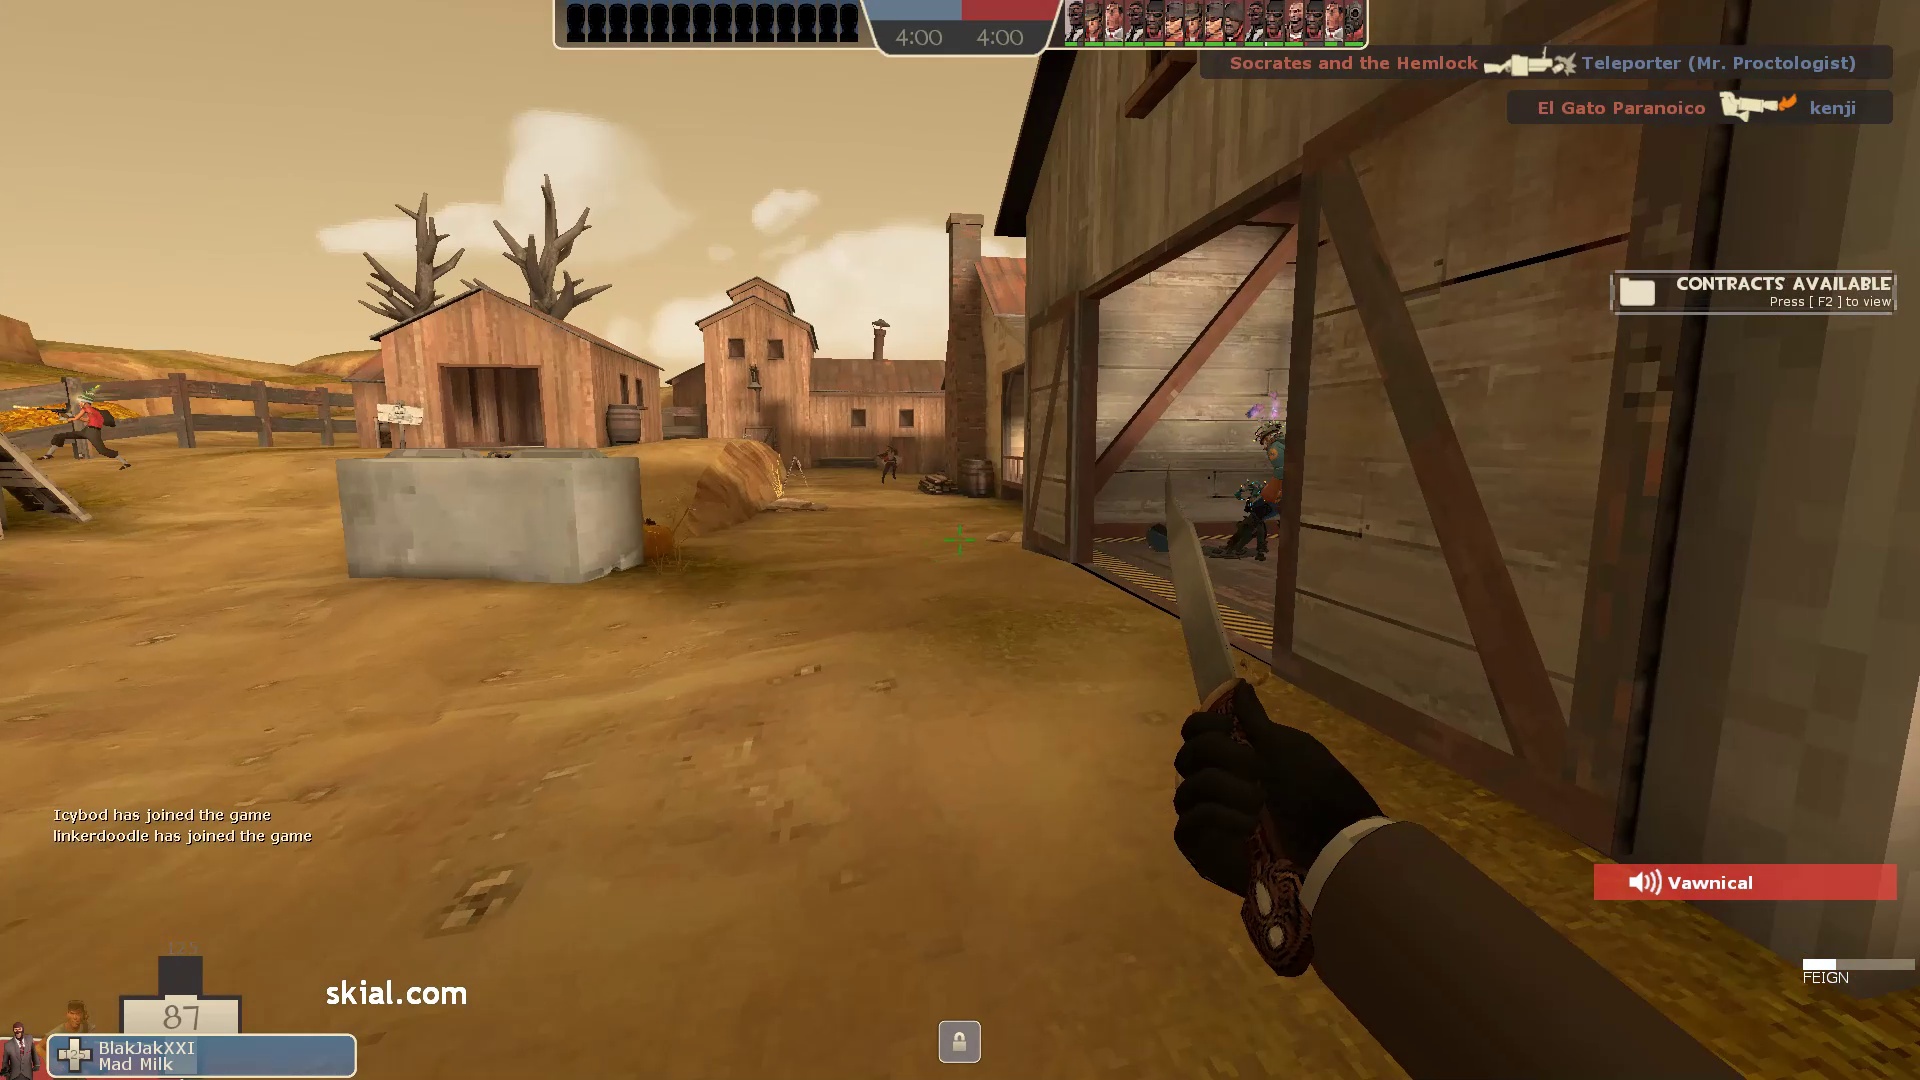 4:00 4:00
Socrates and the Hemlock Teleporter (Mr. Proctologist)
El Gato Paranoico kenji
CONTRACTS AVAILABLE
Press [ F2 ] to view
Icybod has joined the game
linkerdoodle has joined the game
Vawnical
FEIGN
125
87
skial.com
125
BlakJakXXI
Mad Milk